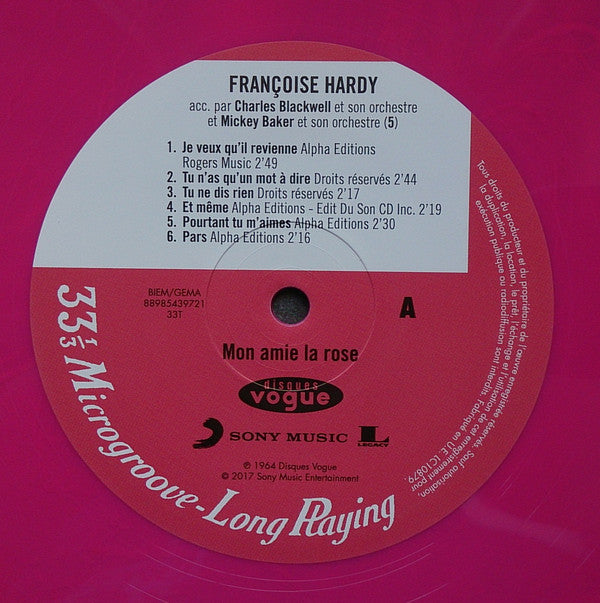 FRANÇOISE HARDY
acc. par Charles Blackwell et son orchestre
et Mickey Baker et son orchestre (5)
1. Je veux qu'il revienne Alpha Editions
Rogers Music 2'49
2. Tu n'as qu'un mot à dire Droits réservés 2'44
3. Tu ne dis rien Droits réservés 2'17
4. Et même Alpha Editions - Edit Du Son CD Inc. 2'19
5. Pourtant tu m'aimes Alpha Editions 2'30
6. Pars Alpha Editions 2'16
BIEM/GEMA
88985439721
33T
A
Mon amie la rose
disques
vogue
SONY MUSIC
L
LEGACY
℗ 1964 Disques Vogue
© 2017 Sony Music Entertainment
33 1/3 Microgroove-Long Playing
Tous droits du producteur et du propriétaire de l'œuvre enregistrée réservés. Sauf autorisation,
la duplication, la location, le prêt, l'échange et l'utilisation de cet enregistrement pour
exécution publique ou radiodiffusion sont interdits. Fabriqué en U.E. LC10879.